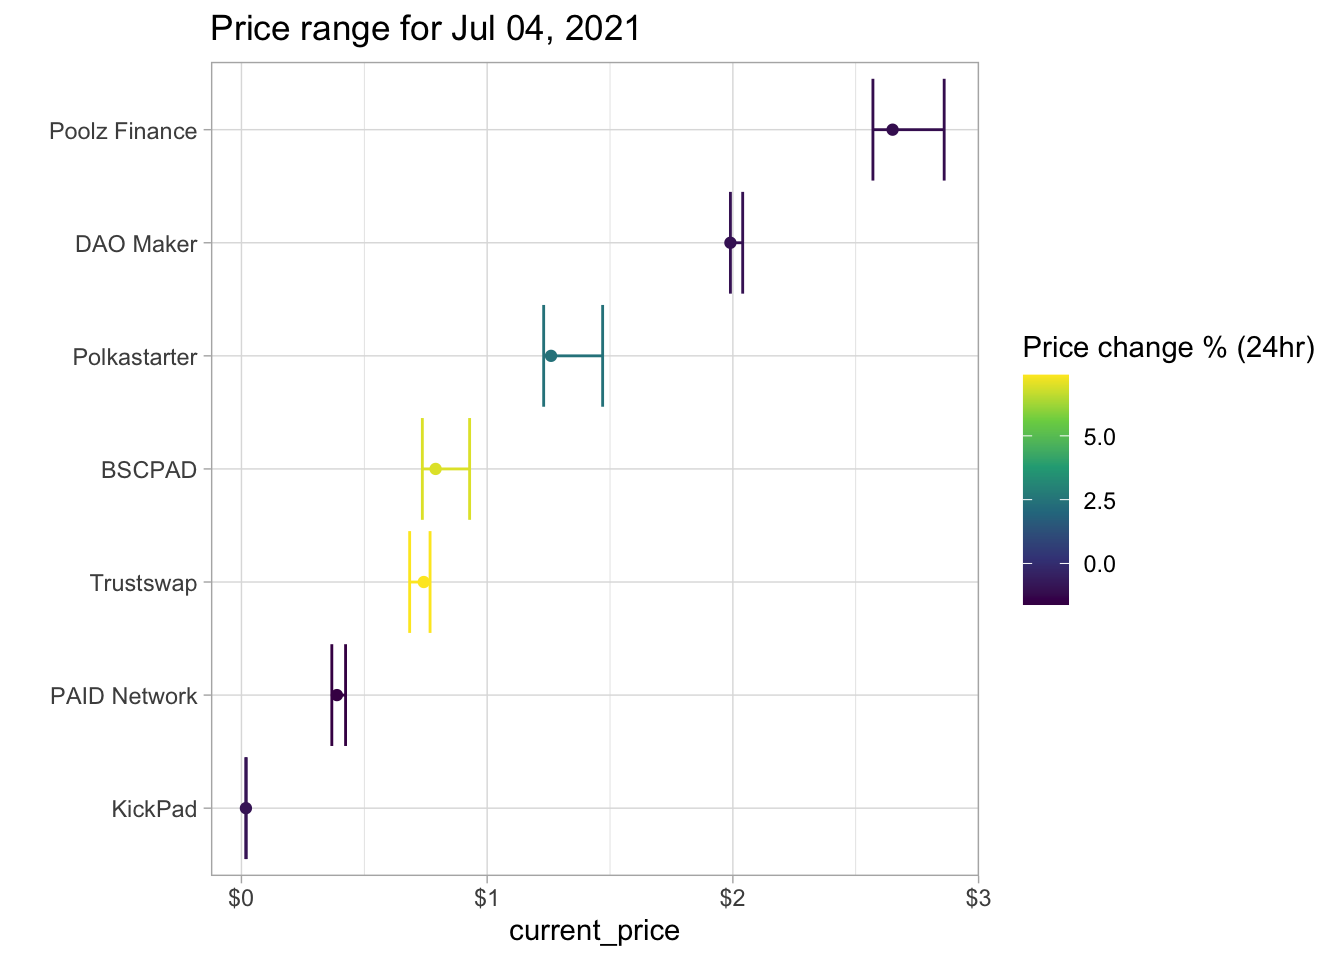 Price range for Jul 04, 2021
Poolz Finance
DAO Maker
Polkastarter
BSCPAD
Trustswap
PAID Network
KickPad
$0 $1 $2 $3
current_price
Price change % (24hr)
5.0
2.5
0.0